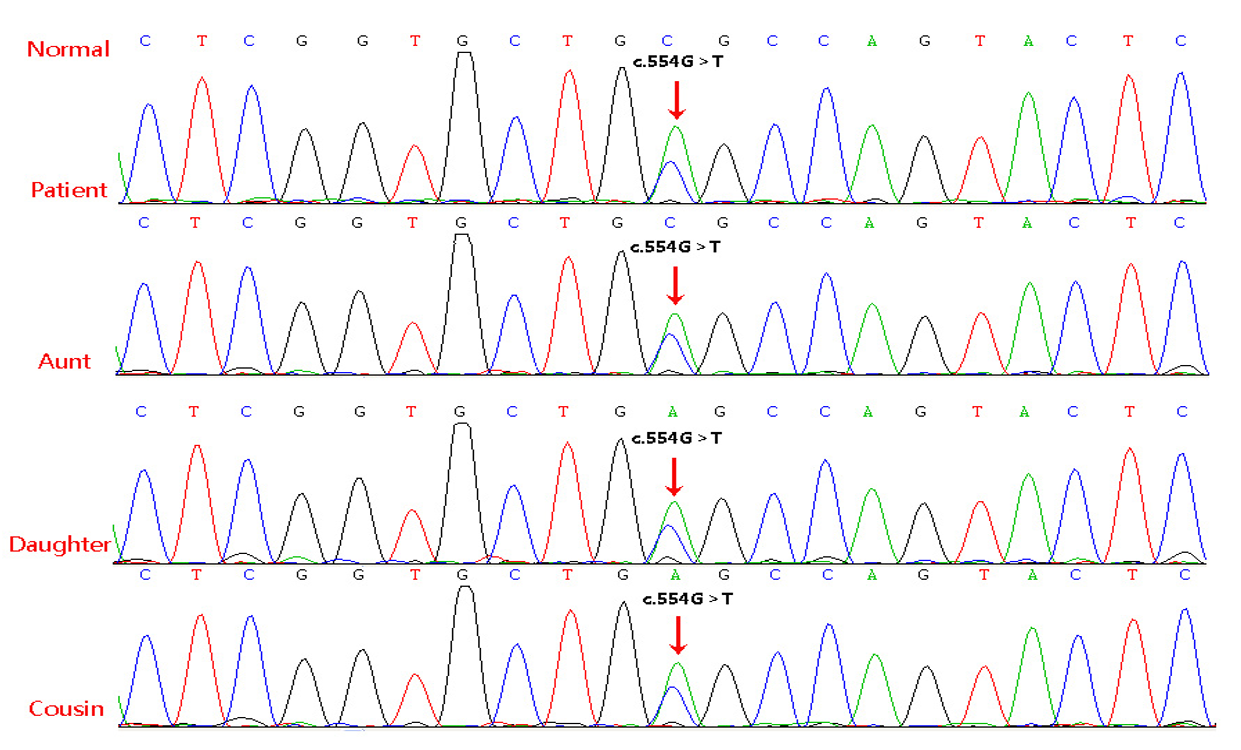 Normal C T C G G T G C T G C G C C A G T A C T C
c.554G > T
Patient
C T C G G T G C T G C G C C A G T A C T C
c.554G > T
Aunt
C T C G G T G C T G A G C C A G T A C T C
c.554G > T
Daughter
C T C G G T G C T G A G C C A G T A C T C
c.554G > T
Cousin